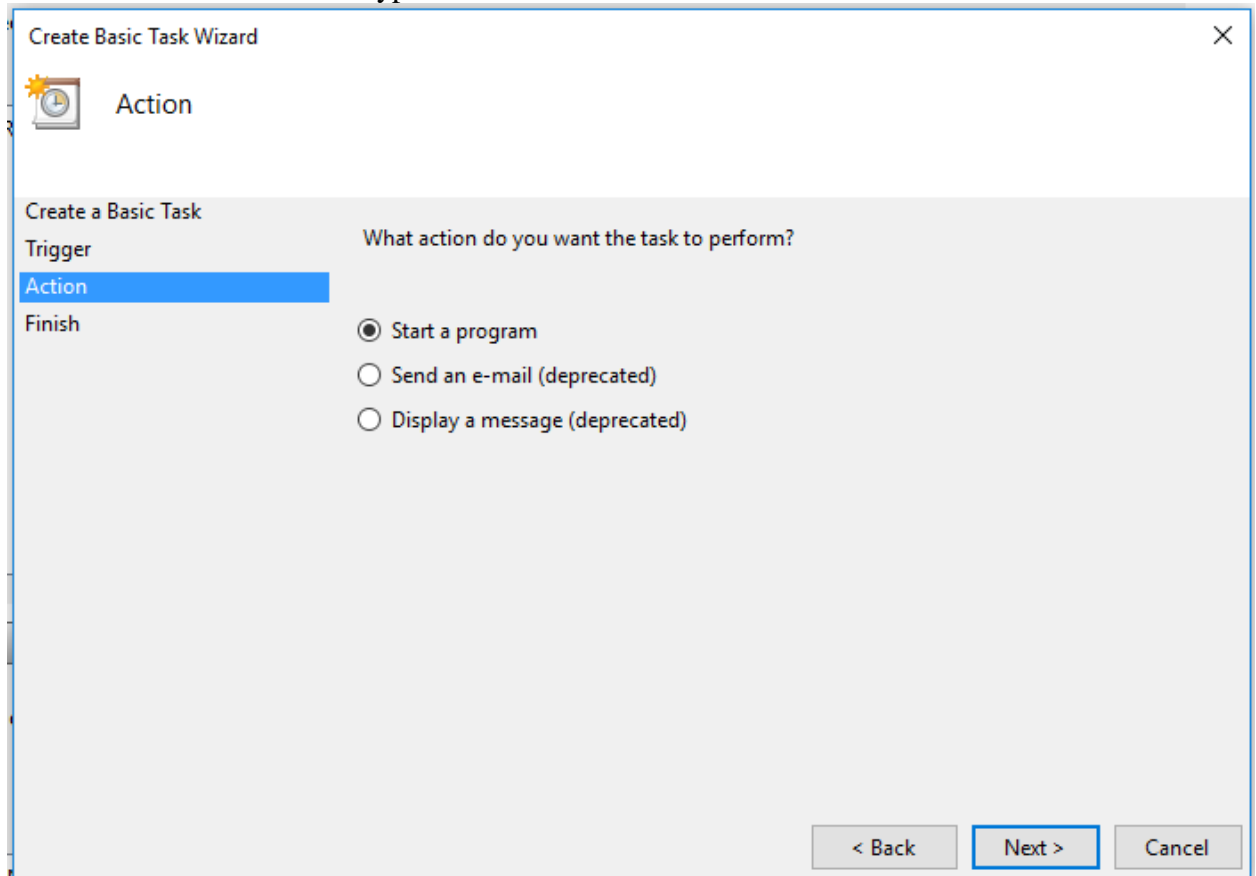 Create Basic Task Wizard
Action
Create a Basic Task
Trigger
Action
Finish
What action do you want the task to perform?
Start a program
Send an e-mail (deprecated)
Display a message (deprecated)
< Back
Next >
Cancel